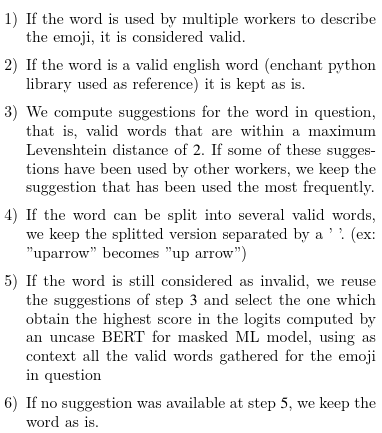 1) If the word is used by multiple workers to describe
the emoji, it is considered valid.
2) If the word is a valid english word (enchant python
library used as reference) it is kept as is.
3) We compute suggestions for the word in question,
that is, valid words that are within a maximum
Levenshtein distance of 2. If some of these sugges-
tions have been used by other workers, we keep the
suggestion that has been used the most frequently.
4) If the word can be split into several valid words,
we keep the splitted version separated by a ' '. (ex:
"uparrow" becomes "up arrow")
5) If the word is still considered as invalid, we reuse
the suggestions of step 3 and select the one which
obtain the highest score in the logits computed by
an uncase BERT for masked ML model, using as
context all the valid words gathered for the emoji
in question
6) If no suggestion was available at step 5, we keep the
word as is.